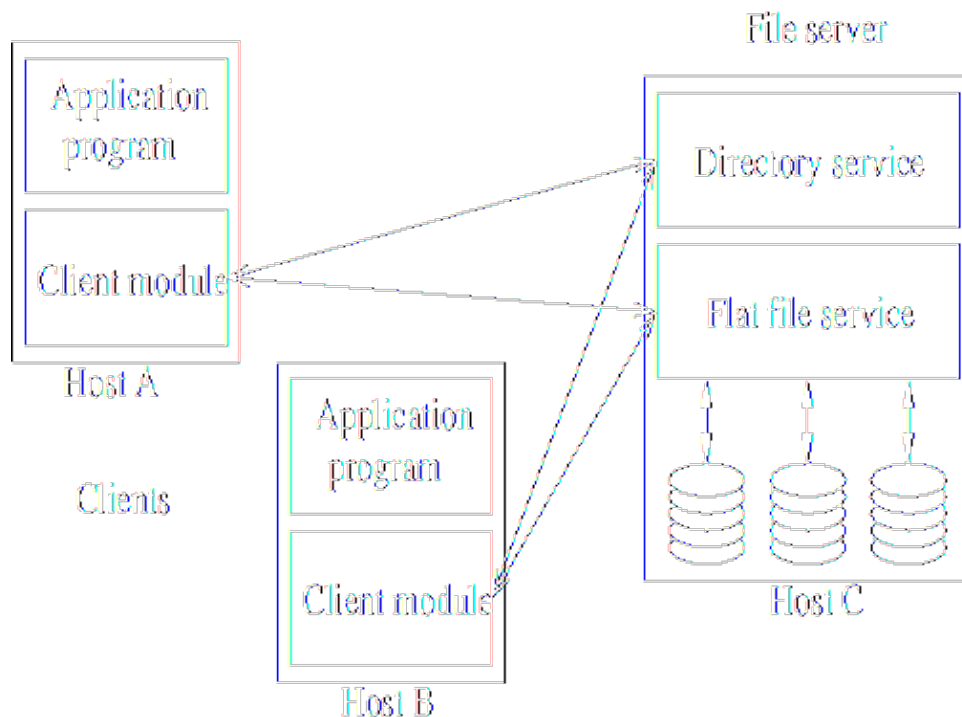 File server
Application
program
Client module
Host A
Directory service
Flat file service
Host C
Clients
Application
program
Client module
Host B